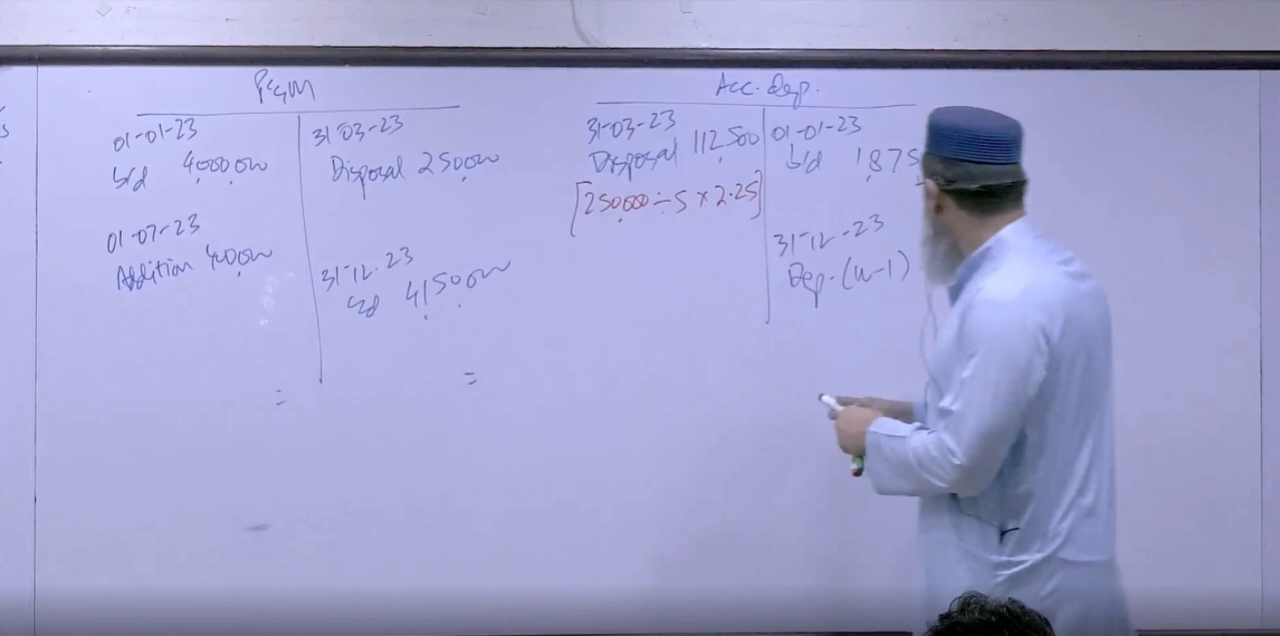 P&M
01-01-23
b/d 4,000,000
01-07-23
Addition 400,000
31-03-23
Disposal 250,000
31-12-23
c/d 4,150,000
=
=
Acc. dep.
31-03-23
Disposal 112,500
[250,000 ÷ 5 × 2.25]
01-01-23
b/d 1,875
31-12-23
Dep. (W-1)